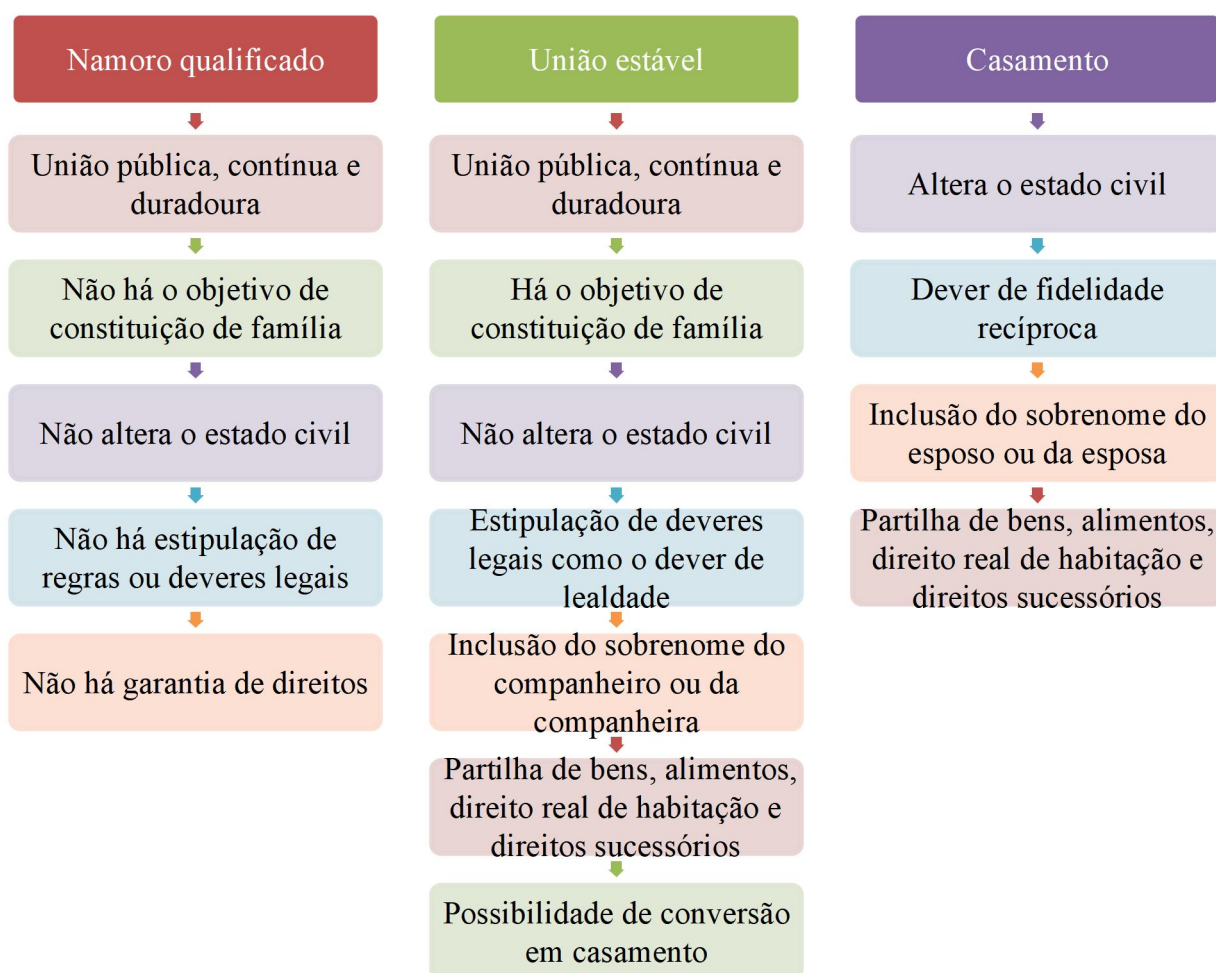 Namoro qualificado
União pública, contínua e
duradoura
Não há o objetivo de
constituição de família
Não altera o estado civil
Não há estipulação de
regras ou deveres legais
Não há garantia de direitos
União estável
União pública, contínua e
duradoura
Há o objetivo de
constituição de família
Não altera o estado civil
Estipulação de deveres
legais como o dever de
lealdade
Inclusão do sobrenome do
companheiro ou da
companheira
Partilha de bens, alimentos,
direito real de habitação e
direitos sucessórios
Possibilidade de conversão
em casamento
Casamento
Altera o estado civil
Dever de fidelidade
recíproca
Inclusão do sobrenome do
esposo ou da esposa
Partilha de bens, alimentos,
direito real de habitação e
direitos sucessórios